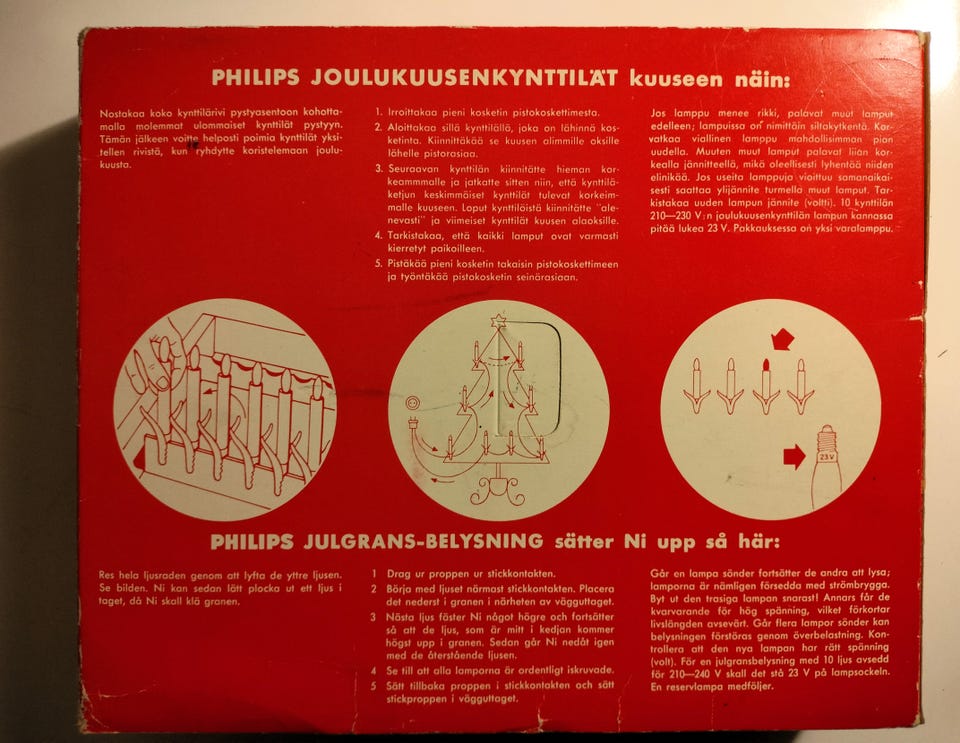 PHILIPS JOULUKUUSENKYNTTILÄT kuuseen näin:
Nostakaa koko kynttilärivi pystyasentoon kohotta-
malla molemmat ulommaiset kynttilät pystyyn.
Tämän jälkeen voitte helposti poimia kynttilät yksi-
tellen rivistä, kun ryhdytte koristelemaan joulu-
kuusta.
1. Irroittakaa pieni kosketin pistokoskettimesta.
2. Aloittakaa sillä kynttilällä, joka on lähinnä kos-
ketinta. Kiinnittäkää se kuusen alimmille oksille
lähelle pistorasiaa.
3. Seuraavan kynttilän kiinnitätte hieman kor-
keammmalle ja jatkatte sitten niin, että kynttilä-
ketjun keskimmäiset kynttilät tulevat korkeim-
malle kuuseen. Loput kynttilöistä kiinnitätte "ale-
nevasti" ja viimeiset kynttilät kuusen alaoksille.
4. Tarkistakaa, että kaikki lamput ovat varmasti
kierretyt paikoilleen.
5. Pistäkää pieni kosketin takaisin pistokoskettimeen
ja työntäkää pistokosketin seinärasiaan.
Jos lamppu menee rikki, palavat muut lamput
edelleen; lampuissa on nimittäin siltakytkentä. Kor-
vatkaa viallinen lamppu mahdollisimman pian
uudella. Muuten muut lamput palavat liian kor-
kealla jännitteellä, mikä oleellisesti lyhentää niiden
elinikää. Jos useita lamppuja vioittuu samanaikai-
sesti saattaa ylijännite turmella muut lamput. Tar-
kistakaa uuden lampun jännite (voltti). 10 kynttilän
210—230 V:n joulukuusenkynttilän lampun kannassa
pitää lukea 23 V. Pakkauksessa on yksi varalamppu.
23 V
PHILIPS JULGRANS-BELYSNING sätter Ni upp så här:
Res hela ljusraden genom att lyfta de yttre ljusen.
Se bilden. Ni kan sedan lätt plocka ut ett ljus i
taget, då Ni skall klä granen.
1 Drag ur proppen ur stickkontakten.
2 Börja med ljuset närmast stickkontakten. Placera
det nederst i granen i närheten av vägguttaget.
3 Nästa ljus fäster Ni något högre och fortsätter
så att de ljus, som är mitt i kedjan kommer
högst upp i granen. Sedan går Ni nedåt igen
med de återstående ljusen.
4 Se till att alla lamporna är ordentligt iskruvade.
5 Sätt tillbaka proppen i stickkontakten och sätt
stickproppen i vägguttaget.
Går en lampa sönder fortsätter de andra att lysa;
lamporna är nämligen försedda med strömbrygga.
Byt ut den trasiga lampan snarast! Annars får de
kvarvarande för hög spänning, vilket förkortar
livslängden avsevärt. Går flera lampor sönder kan
belysningen förstöras genom överbelastning. Kon-
trollera att den nya lampan har rätt spänning
(volt). För en julgransbelysning med 10 ljus avsedd
för 210—240 V skall det stå 23 V på lampsockeln.
En reservlampa medföljer.